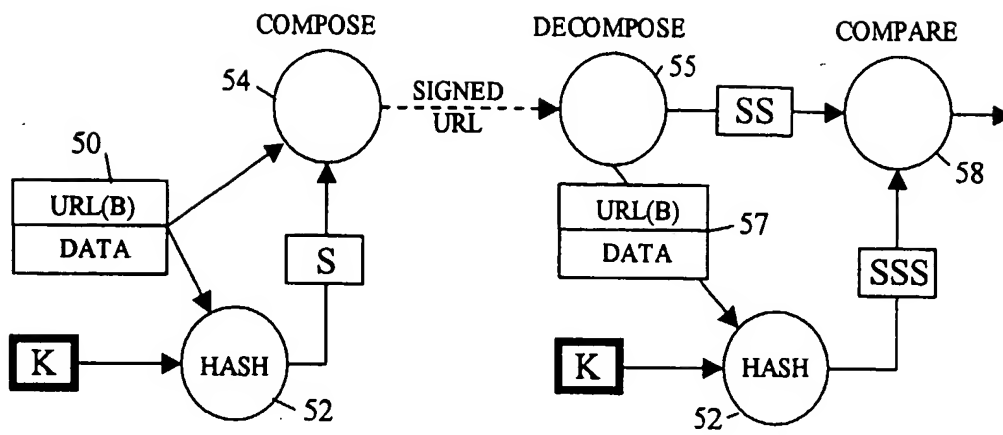 COMPOSE
DECOMPOSE
COMPARE
54
55
SIGNED
URL
SS
58
50
URL(B)
DATA
S
URL(B)
DATA
57
SSS
K
HASH
52
K
HASH
52